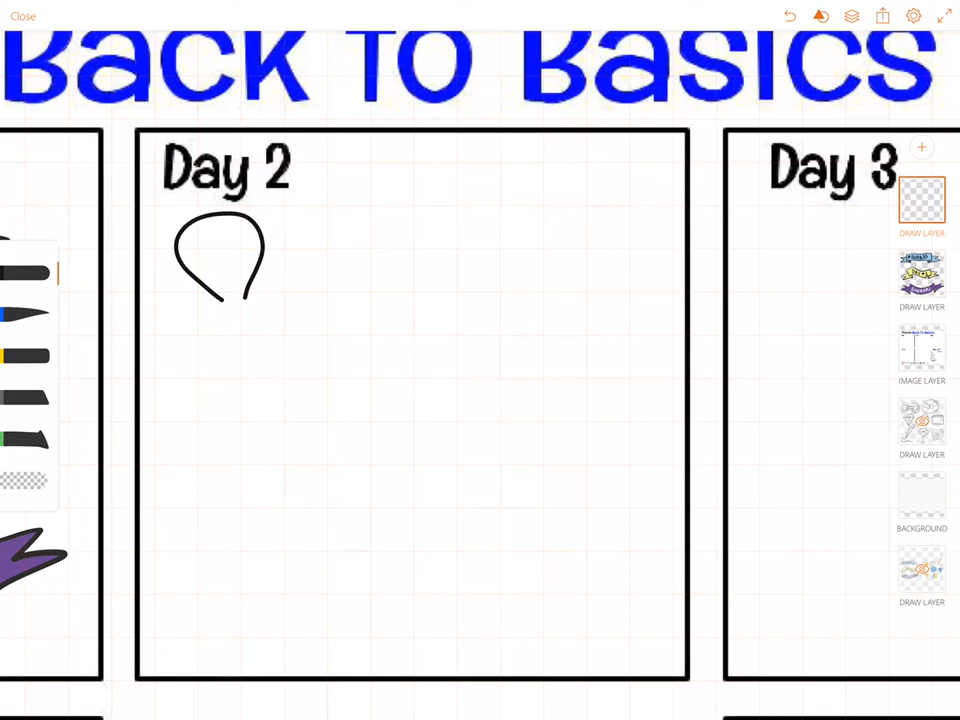 Close
Back To Basics
Day 2
Day 3
DRAW LAYER
DRAW LAYER
IMAGE LAYER
DRAW LAYER
BACKGROUND
DRAW LAYER